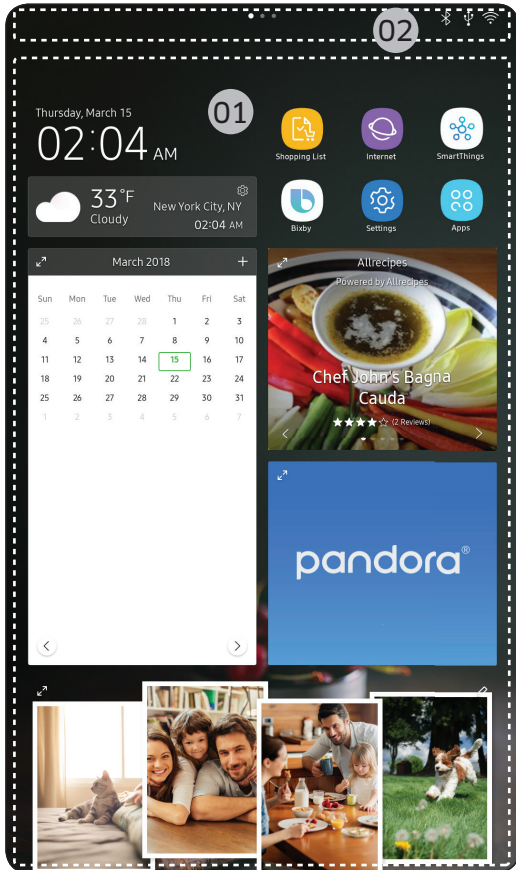 02
01
Thursday, March 15
02:04 AM
Shopping List
Internet
SmartThings
33°F
Cloudy
New York City, NY
02:04 AM
Bixby
Settings
Apps
March 2018 +
Sun Mon Tue Wed Thu Fri Sat
25 26 27 28 1 2 3
4 5 6 7 8 9 10
11 12 13 14 15 16 17
18 19 20 21 22 23 24
25 26 27 28 29 30 31
1 2 3 4 5 6 7
Allrecipes
Powered by Allrecipes
Chef John's Bagna
Cauda
(2 Reviews)
pandora®